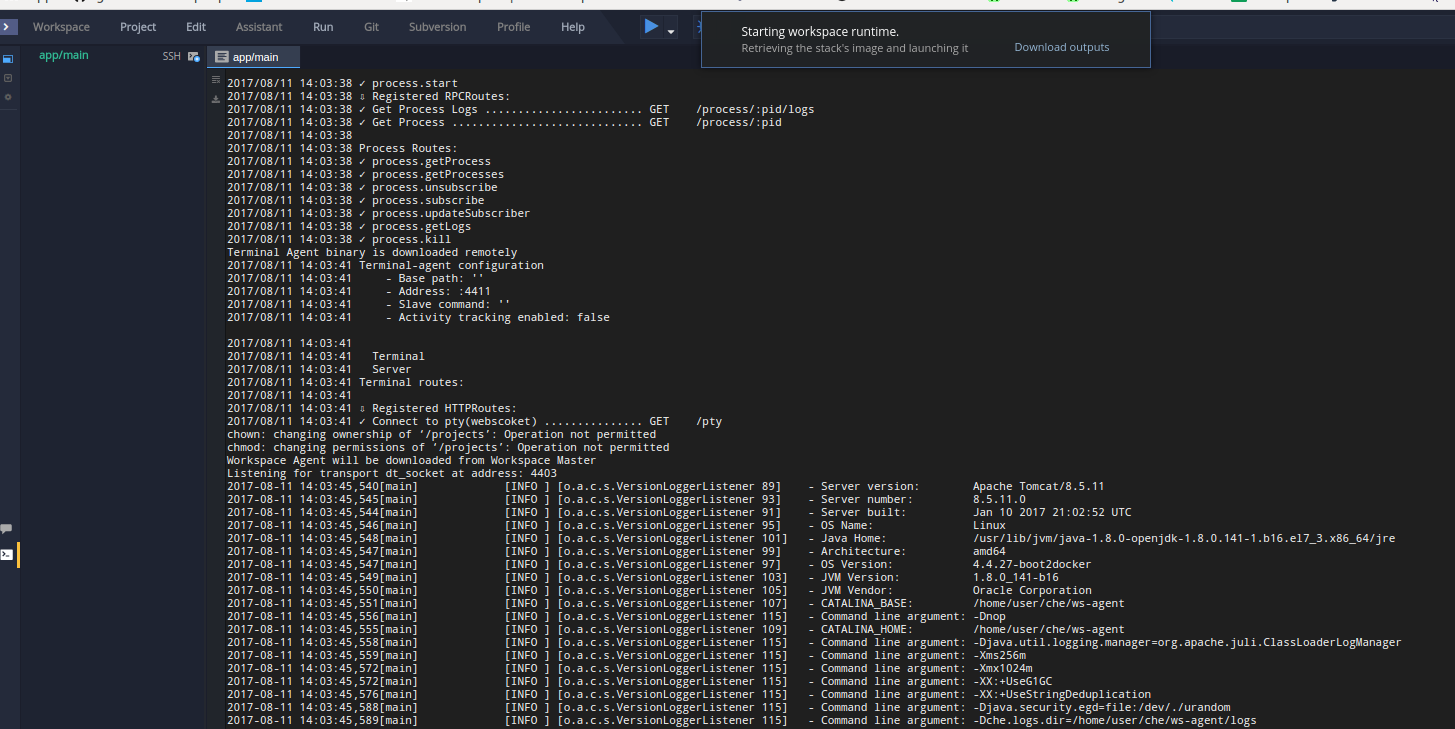 Workspace Project Edit Assistant Run Git Subversion Profile Help
Starting workspace runtime.
Retrieving the stack's image and launching it
Download outputs
app/main SSH
app/main
2017/08/11 14:03:38 ✓ process.start
2017/08/11 14:03:38 ⇩ Registered RPCRoutes:
2017/08/11 14:03:38 ✓ Get Process Logs ........................ GET    /process/:pid/logs
2017/08/11 14:03:38 ✓ Get Process ............................. GET    /process/:pid
2017/08/11 14:03:38
2017/08/11 14:03:38 Process Routes:
2017/08/11 14:03:38 ✓ process.getProcess
2017/08/11 14:03:38 ✓ process.getProcesses
2017/08/11 14:03:38 ✓ process.unsubscribe
2017/08/11 14:03:38 ✓ process.subscribe
2017/08/11 14:03:38 ✓ process.updateSubscriber
2017/08/11 14:03:38 ✓ process.getLogs
2017/08/11 14:03:38 ✓ process.kill
Terminal Agent binary is downloaded remotely
2017/08/11 14:03:41 Terminal-agent configuration
2017/08/11 14:03:41     - Base path: ''
2017/08/11 14:03:41     - Address: :4411
2017/08/11 14:03:41     - Slave command: ''
2017/08/11 14:03:41     - Activity tracking enabled: false
2017/08/11 14:03:41
2017/08/11 14:03:41   Terminal
2017/08/11 14:03:41   Server
2017/08/11 14:03:41 Terminal routes:
2017/08/11 14:03:41
2017/08/11 14:03:41 ⇩ Registered HTTPRoutes:
2017/08/11 14:03:41 ✓ Connect to pty(webscoket) ............... GET    /pty
chown: changing ownership of ‘/projects’: Operation not permitted
chmod: changing permissions of ‘/projects’: Operation not permitted
Workspace Agent will be downloaded from Workspace Master
Listening for transport dt_socket at address: 4403
2017-08-11 14:03:45,540[main]             [INFO ] [o.a.c.s.VersionLoggerListener 89]    - Server version:        Apache Tomcat/8.5.11
2017-08-11 14:03:45,545[main]             [INFO ] [o.a.c.s.VersionLoggerListener 93]    - Server number:         8.5.11.0
2017-08-11 14:03:45,544[main]             [INFO ] [o.a.c.s.VersionLoggerListener 91]    - Server built:          Jan 10 2017 21:02:52 UTC
2017-08-11 14:03:45,546[main]             [INFO ] [o.a.c.s.VersionLoggerListener 95]    - OS Name:               Linux
2017-08-11 14:03:45,548[main]             [INFO ] [o.a.c.s.VersionLoggerListener 101]   - Java Home:             /usr/lib/jvm/java-1.8.0-openjdk-1.8.0.141-1.b16.el7_3.x86_64/jre
2017-08-11 14:03:45,547[main]             [INFO ] [o.a.c.s.VersionLoggerListener 99]    - Architecture:          amd64
2017-08-11 14:03:45,547[main]             [INFO ] [o.a.c.s.VersionLoggerListener 97]    - OS Version:            4.4.27-boot2docker
2017-08-11 14:03:45,549[main]             [INFO ] [o.a.c.s.VersionLoggerListener 103]   - JVM Version:           1.8.0_141-b16
2017-08-11 14:03:45,550[main]             [INFO ] [o.a.c.s.VersionLoggerListener 105]   - JVM Vendor:            Oracle Corporation
2017-08-11 14:03:45,551[main]             [INFO ] [o.a.c.s.VersionLoggerListener 107]   - CATALINA_BASE:         /home/user/che/ws-agent
2017-08-11 14:03:45,556[main]             [INFO ] [o.a.c.s.VersionLoggerListener 115]   - Command line argument: -Dnop
2017-08-11 14:03:45,555[main]             [INFO ] [o.a.c.s.VersionLoggerListener 109]   - CATALINA_HOME:         /home/user/che/ws-agent
2017-08-11 14:03:45,558[main]             [INFO ] [o.a.c.s.VersionLoggerListener 115]   - Command line argument: -Djava.util.logging.manager=org.apache.juli.ClassLoaderLogManager
2017-08-11 14:03:45,559[main]             [INFO ] [o.a.c.s.VersionLoggerListener 115]   - Command line argument: -Xms256m
2017-08-11 14:03:45,572[main]             [INFO ] [o.a.c.s.VersionLoggerListener 115]   - Command line argument: -Xmx1024m
2017-08-11 14:03:45,572[main]             [INFO ] [o.a.c.s.VersionLoggerListener 115]   - Command line argument: -XX:+UseG1GC
2017-08-11 14:03:45,576[main]             [INFO ] [o.a.c.s.VersionLoggerListener 115]   - Command line argument: -XX:+UseStringDeduplication
2017-08-11 14:03:45,588[main]             [INFO ] [o.a.c.s.VersionLoggerListener 115]   - Command line argument: -Djava.security.egd=file:/dev/./urandom
2017-08-11 14:03:45,589[main]             [INFO ] [o.a.c.s.VersionLoggerListener 115]   - Command line argument: -Dche.logs.dir=/home/user/che/ws-agent/logs